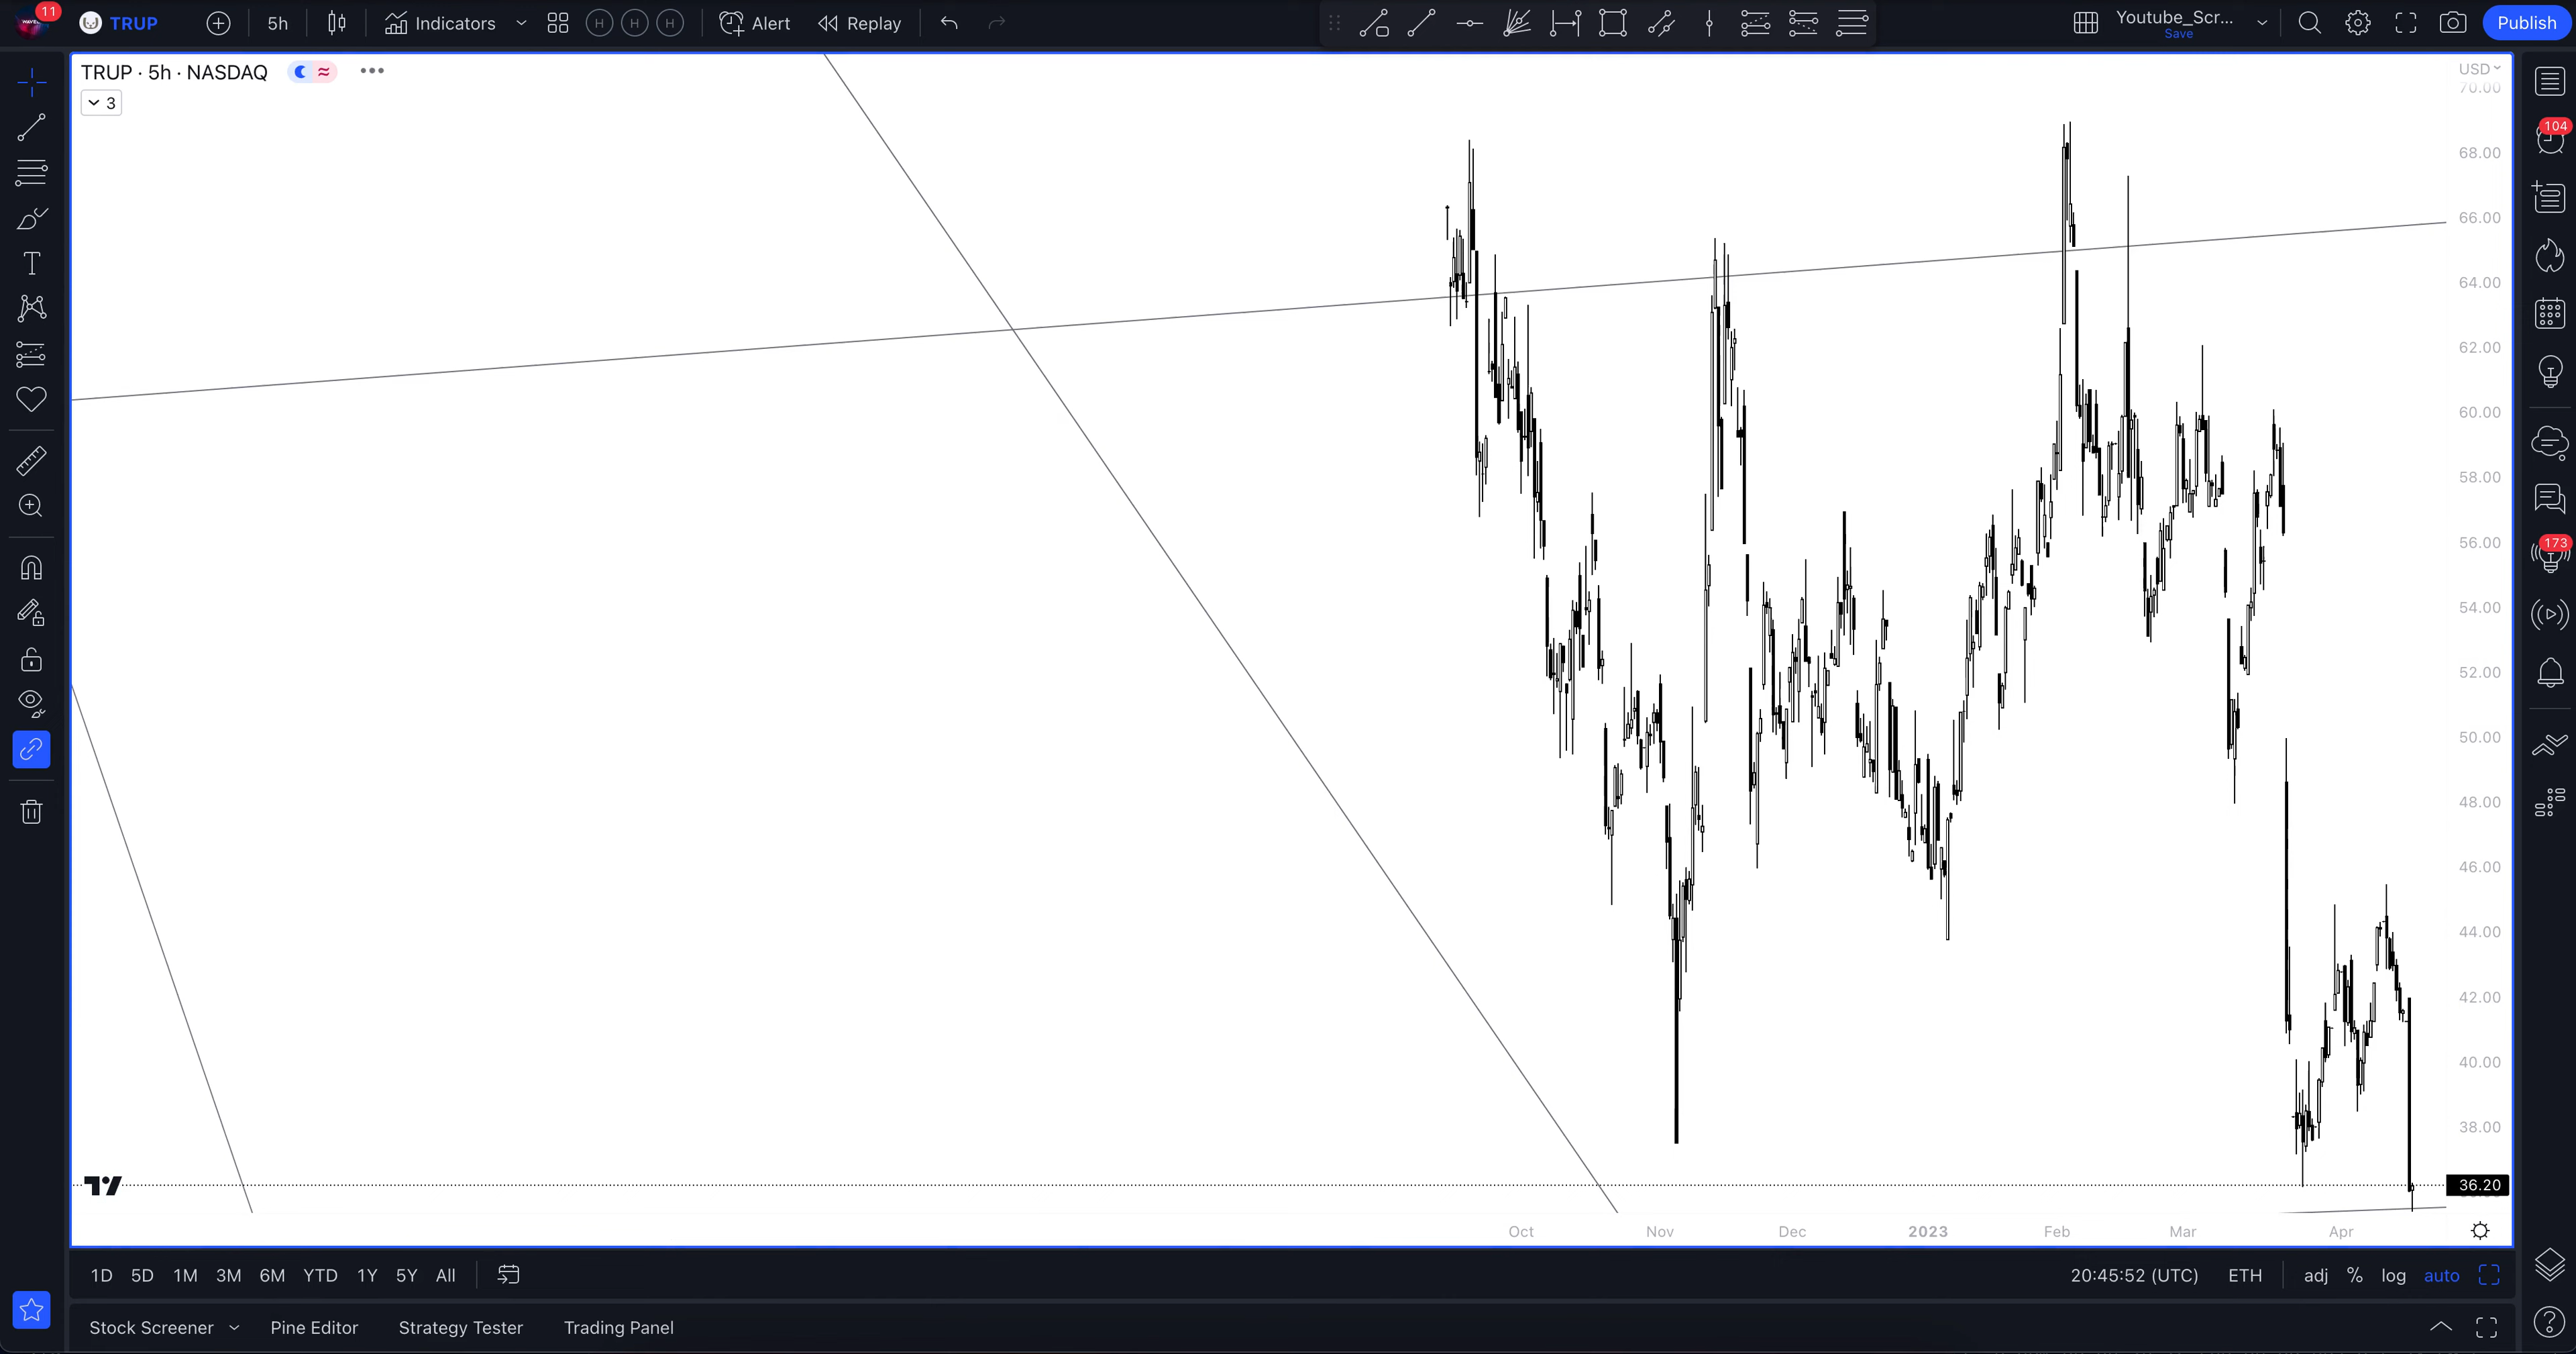 11
TRUP
5h
Indicators
H H H
Alert
Replay
Youtube_Scr...
Save
Publish
TRUP · 5h · NASDAQ
3
USD
70.00
68.00
66.00
64.00
62.00
60.00
58.00
56.00
54.00
52.00
50.00
48.00
46.00
44.00
42.00
40.00
38.00
36.20
104
173
Oct Nov Dec 2023 Feb Mar Apr
1D 5D 1M 3M 6M YTD 1Y 5Y All
20:45:52 (UTC) ETH adj % log auto
Stock Screener Pine Editor Strategy Tester Trading Panel